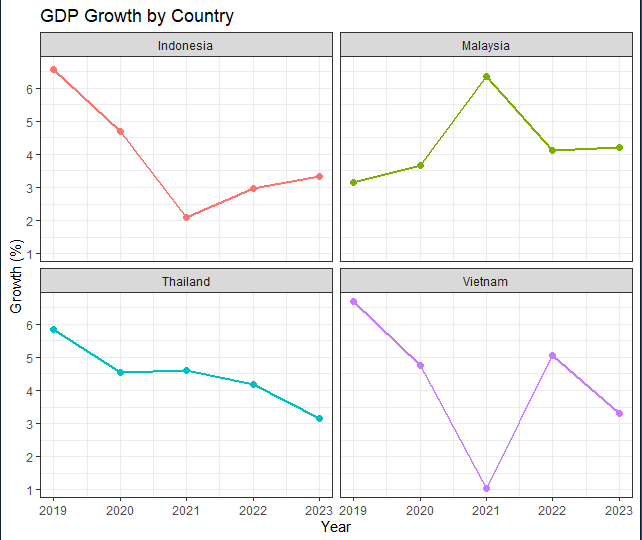 GDP Growth by Country
Indonesia
Malaysia
6
5
4
3
2
1
Thailand
Vietnam
6
5
4
3
2
1
Growth (%)
2019 2020 2021 2022 2023 2019 2020 2021 2022 2023
Year